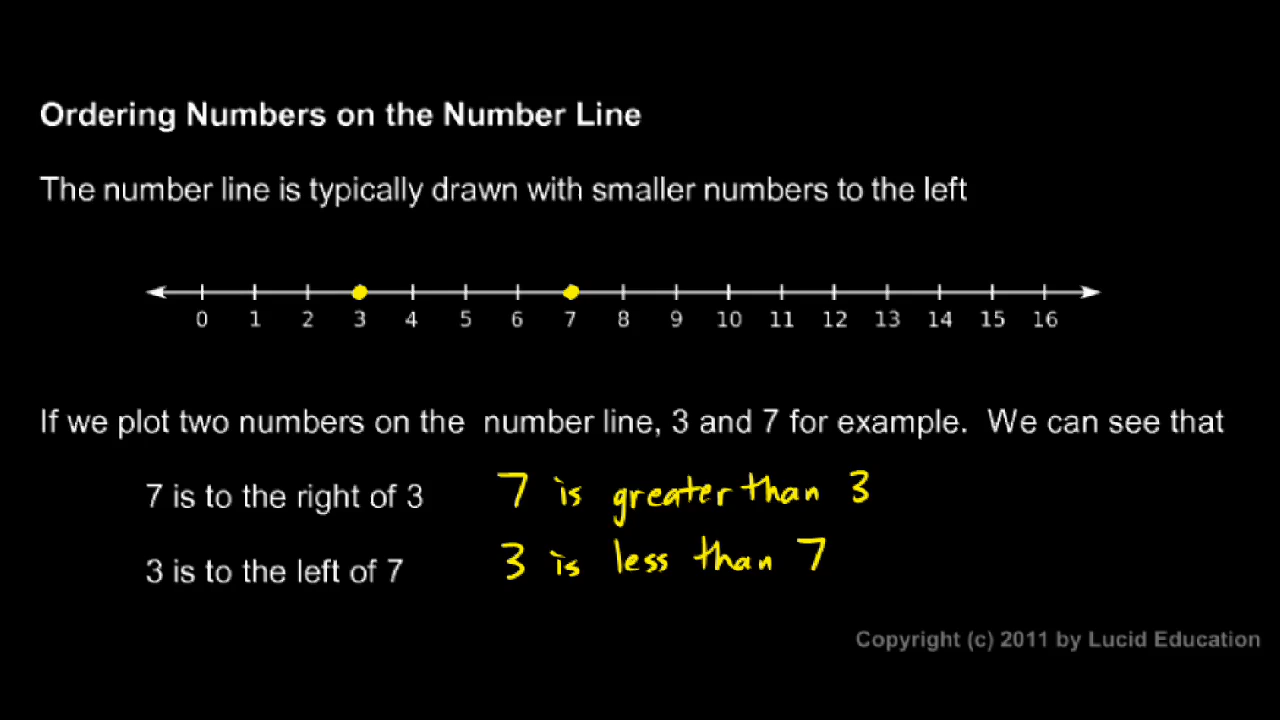 Ordering Numbers on the Number Line
The number line is typically drawn with smaller numbers to the left
0 1 2 3 4 5 6 7 8 9 10 11 12 13 14 15 16
If we plot two numbers on the number line, 3 and 7 for example. We can see that
7 is to the right of 3 7 is greater than 3
3 is to the left of 7 3 is less than 7
Copyright (c) 2011 by Lucid Education